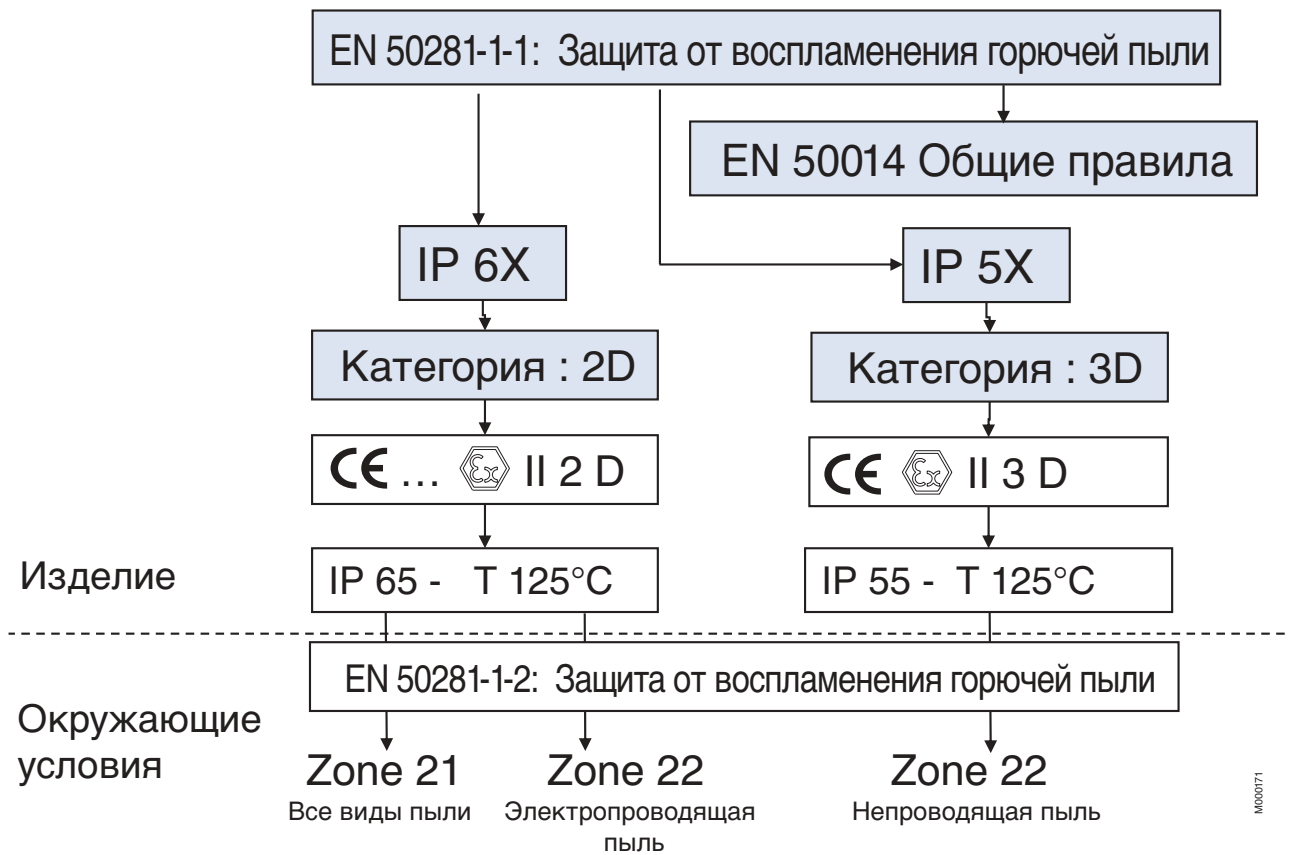 EN 50281-1-1: Защита от воспламенения горючей пыли
EN 50014 Общие правила
IP 6X
IP 5X
Категория : 2D
Категория : 3D
CE ... Ex II 2 D
CE Ex II 3 D
Изделие
IP 65 - T 125°C
IP 55 - T 125°C
EN 50281-1-2: Защита от воспламенения горючей пыли
Окружающие
условия
Zone 21
Все виды пыли
Zone 22
Электропроводящая
пыль
Zone 22
Непроводящая пыль
M000171